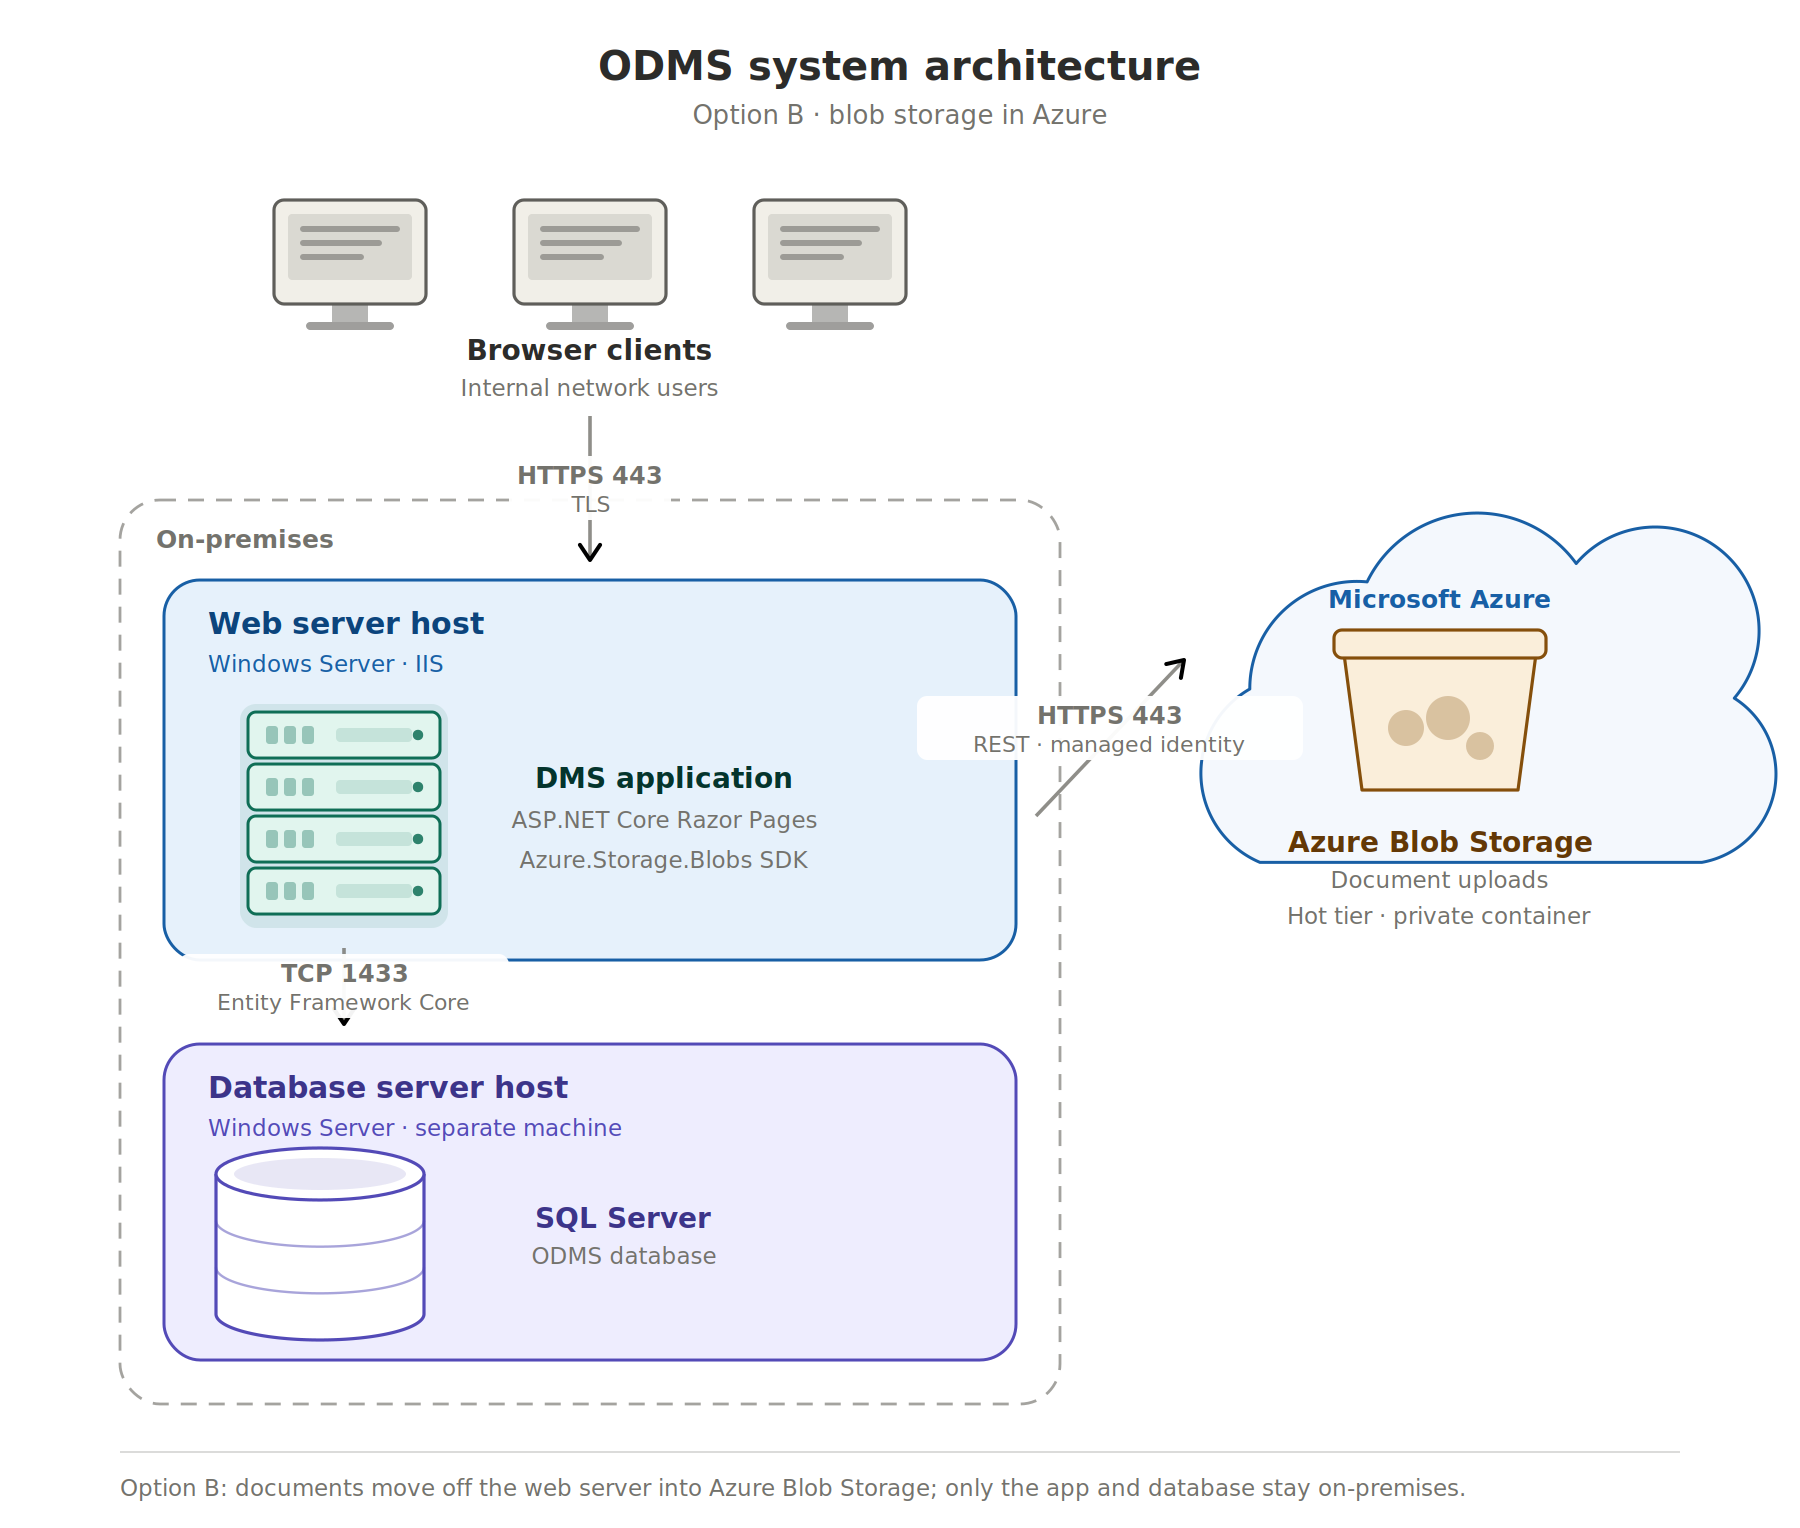 ODMS system architecture
Option B · blob storage in Azure
Browser clients
Internal network users
HTTPS 443
TLS
On-premises
Web server host
Windows Server · IIS
DMS application
ASP.NET Core Razor Pages
Azure.Storage.Blobs SDK
HTTPS 443
REST · managed identity
Microsoft Azure
Azure Blob Storage
Document uploads
Hot tier · private container
TCP 1433
Entity Framework Core
Database server host
Windows Server · separate machine
SQL Server
ODMS database
Option B: documents move off the web server into Azure Blob Storage; only the app and database stay on-premises.